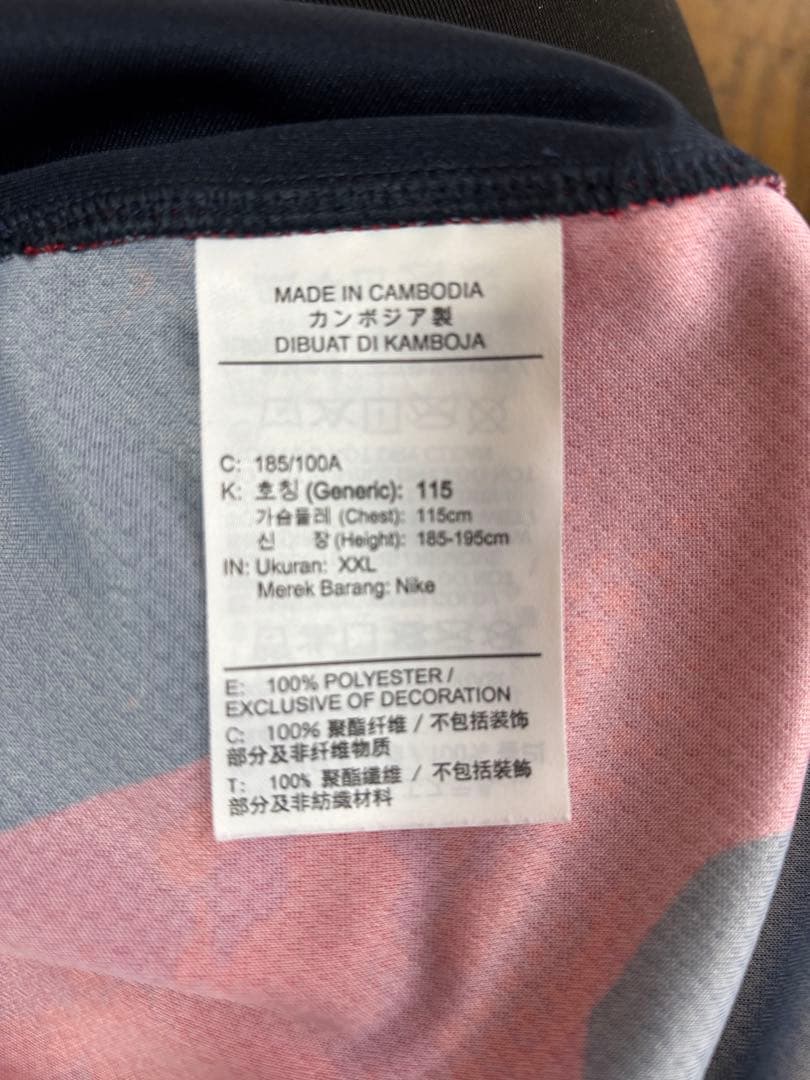 MADE IN CAMBODIA
カンボジア製
DIBUAT DI KAMBOJA
C: 185/100A
K: 호칭 (Generic): 115
가슴둘레 (Chest): 115cm
신 장 (Height): 185-195cm
IN: Ukuran: XXL
Merek Barang: Nike
E: 100% POLYESTER /
EXCLUSIVE OF DECORATION
C: 100% 聚酯纤维 / 不包括装饰
部分及非纤维物质
T: 100% 聚酯纖維 / 不包括裝飾
部分及非紡織材料